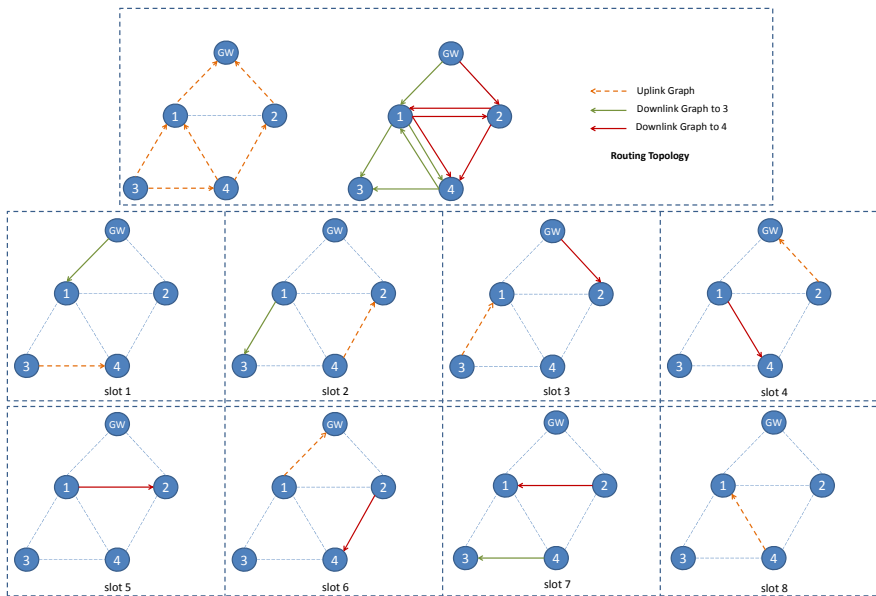 GW
GW
Uplink Graph
Downlink Graph to 3
1 2 1 2
Downlink Graph to 4
Routing Topology
3 4 3 4
GW GW GW GW
1 2 1 2 1 2 1 2
3 4 3 4 3 4 3 4
slot 1 slot 2 slot 3 slot 4
GW GW GW GW
1 2 1 2 1 2 1 2
3 4 3 4 3 4 3 4
slot 5 slot 6 slot 7 slot 8